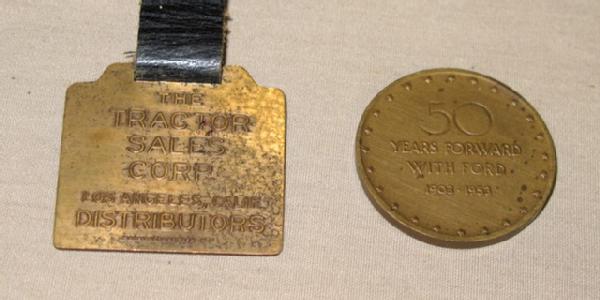 THE
TRACTOR
SALES
CORP.
LOS ANGELES, CALIF.
DISTRIBUTORS
50
YEARS FORWARD
WITH FORD
1903 - 1953